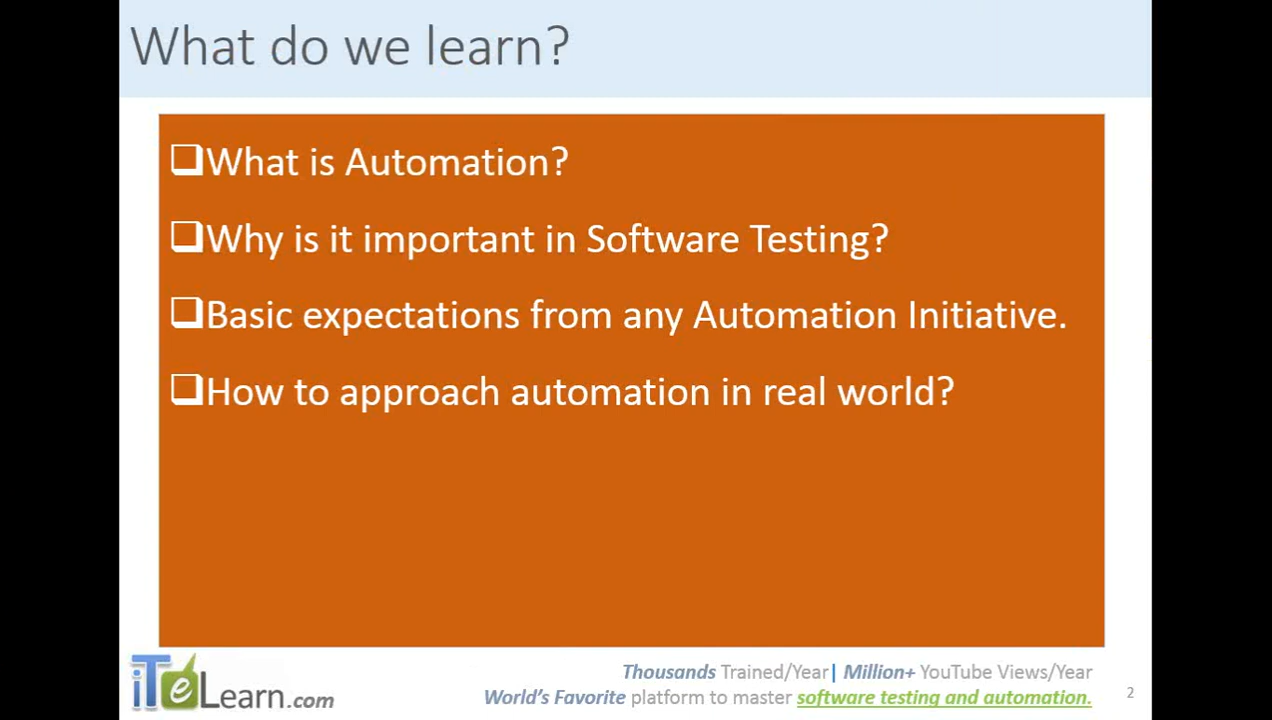 What do we learn?
❑What is Automation?
❑Why is it important in Software Testing?
❑Basic expectations from any Automation Initiative.
❑How to approach automation in real world?
iTeLearn.com
Thousands Trained/Year| Million+ YouTube Views/Year
World's Favorite platform to master software testing and automation.
2